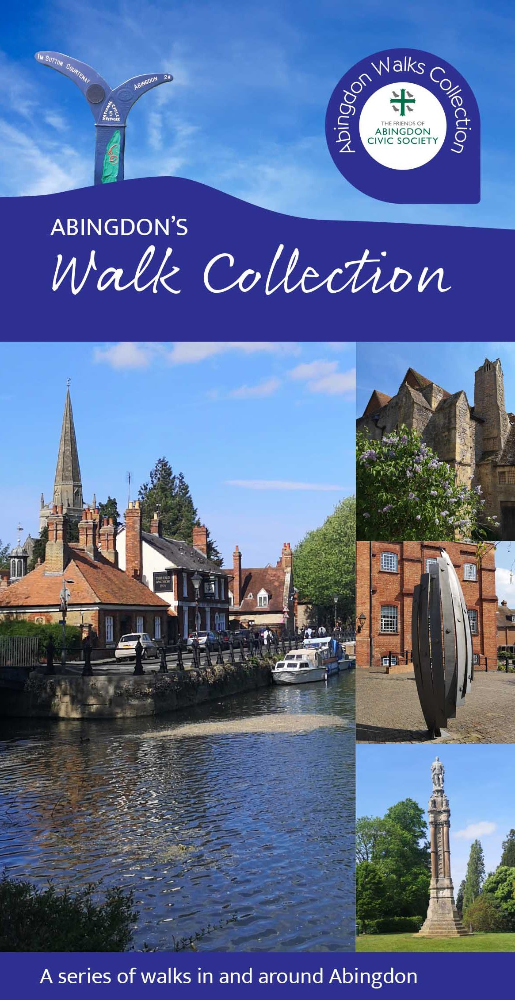 1M SUTTON COURTENAY
ABINGDON 2M
NATIONAL CYCLE
5
NETWORK
Abingdon Walks Collection
THE FRIENDS OF
ABINGDON
CIVIC SOCIETY
ABINGDON’S
Walk Collection
THE OLD
ANCHOR
INN
A series of walks in and around Abingdon